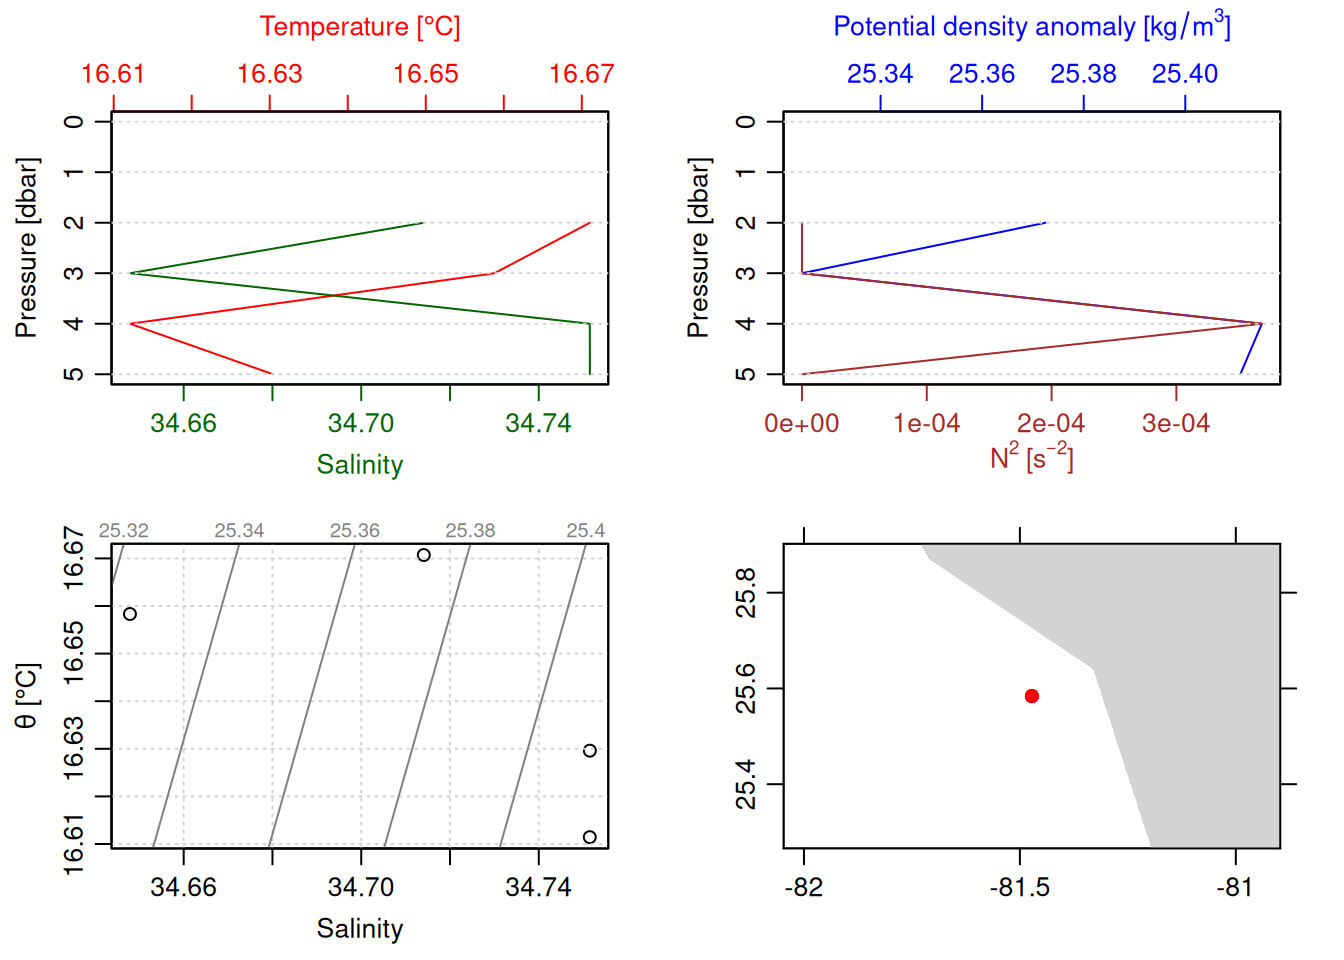 Temperature [°C]
16.61 16.63 16.65 16.67
Pressure [dbar]
0 1 2 3 4 5
34.66 34.70 34.74
Salinity
Potential density anomaly [kg/m³]
25.34 25.36 25.38 25.40
Pressure [dbar]
0 1 2 3 4 5
0e+00 1e-04 2e-04 3e-04
N² [s⁻²]
25.32 25.34 25.36 25.38 25.4
θ [°C]
16.61 16.63 16.65 16.67
34.66 34.70 34.74
Salinity
25.4 25.6 25.8
-82 -81.5 -81